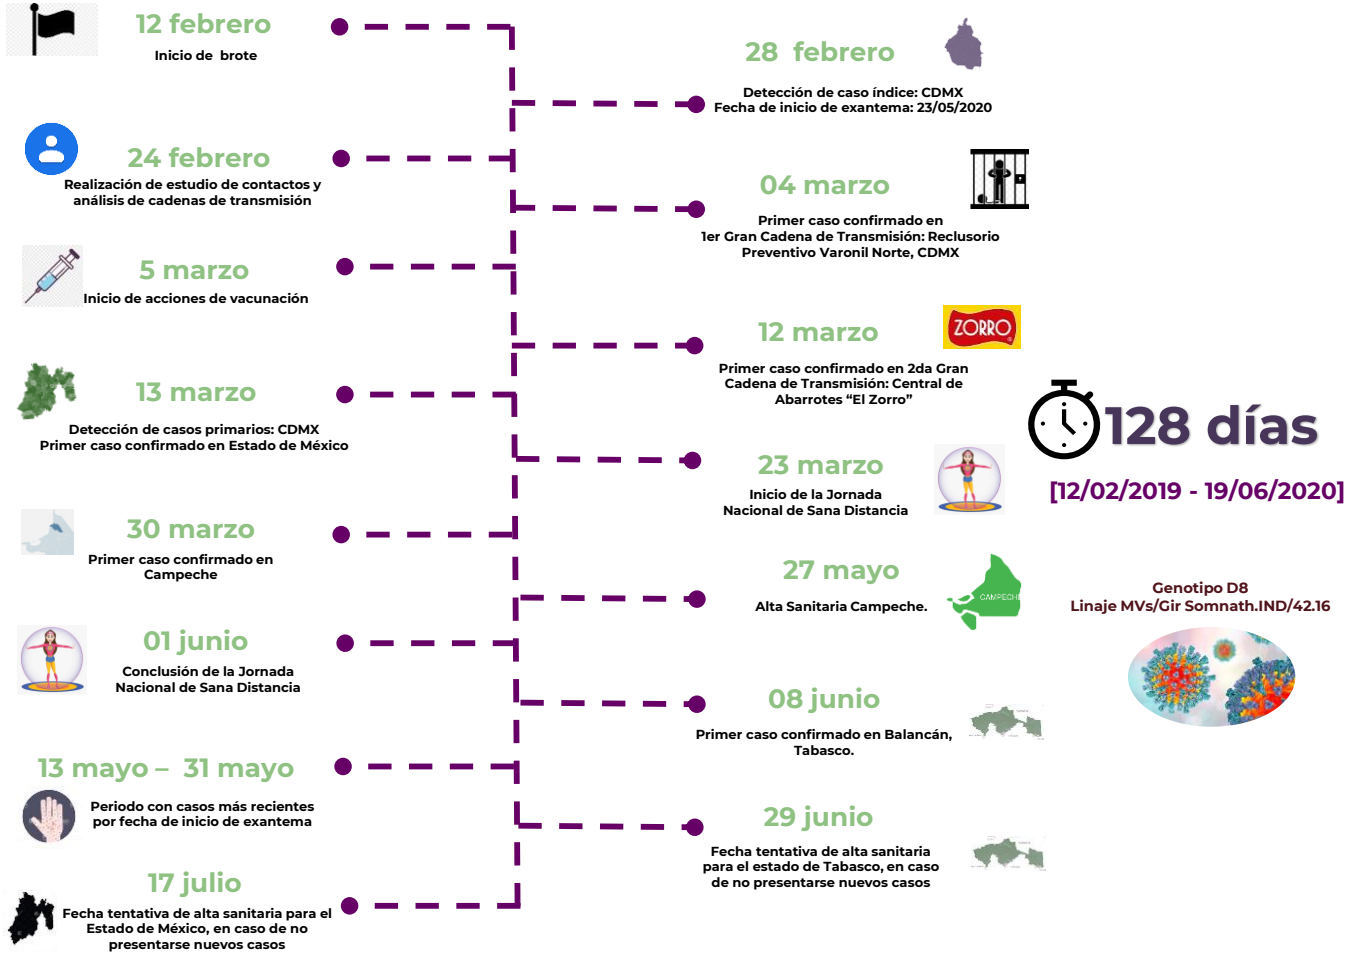 12 febrero
Inicio de  brote
28  febrero
Detección de caso índice: CDMX
Fecha de inicio de exantema: 23/05/2020
24 febrero
Realización de estudio de contactos y
análisis de cadenas de transmisión
04 marzo
Primer caso confirmado en
1er Gran Cadena de Transmisión: Reclusorio
Preventivo Varonil Norte, CDMX
5 marzo
Inicio de acciones de vacunación
12 marzo
ZORRO
Primer caso confirmado en 2da Gran
Cadena de Transmisión: Central de
Abarrotes “El Zorro”
13 marzo
Detección de casos primarios: CDMX
Primer caso confirmado en Estado de México
23 marzo
Inicio de la Jornada
Nacional de Sana Distancia
128 días
[12/02/2019 - 19/06/2020]
30 marzo
Primer caso confirmado en
Campeche
27 mayo
Alta Sanitaria Campeche.
CAMPECHE
Genotipo D8
Linaje MVs/Gir Somnath.IND/42.16
01 junio
Conclusión de la Jornada
Nacional de Sana Distancia
08 junio
Primer caso confirmado en Balancán,
Tabasco.
13 mayo –  31 mayo
Periodo con casos más recientes
por fecha de inicio de exantema
29 junio
Fecha tentativa de alta sanitaria
para el estado de Tabasco, en caso
de no presentarse nuevos casos
17 julio
Fecha tentativa de alta sanitaria para el
Estado de México, en caso de no
presentarse nuevos casos